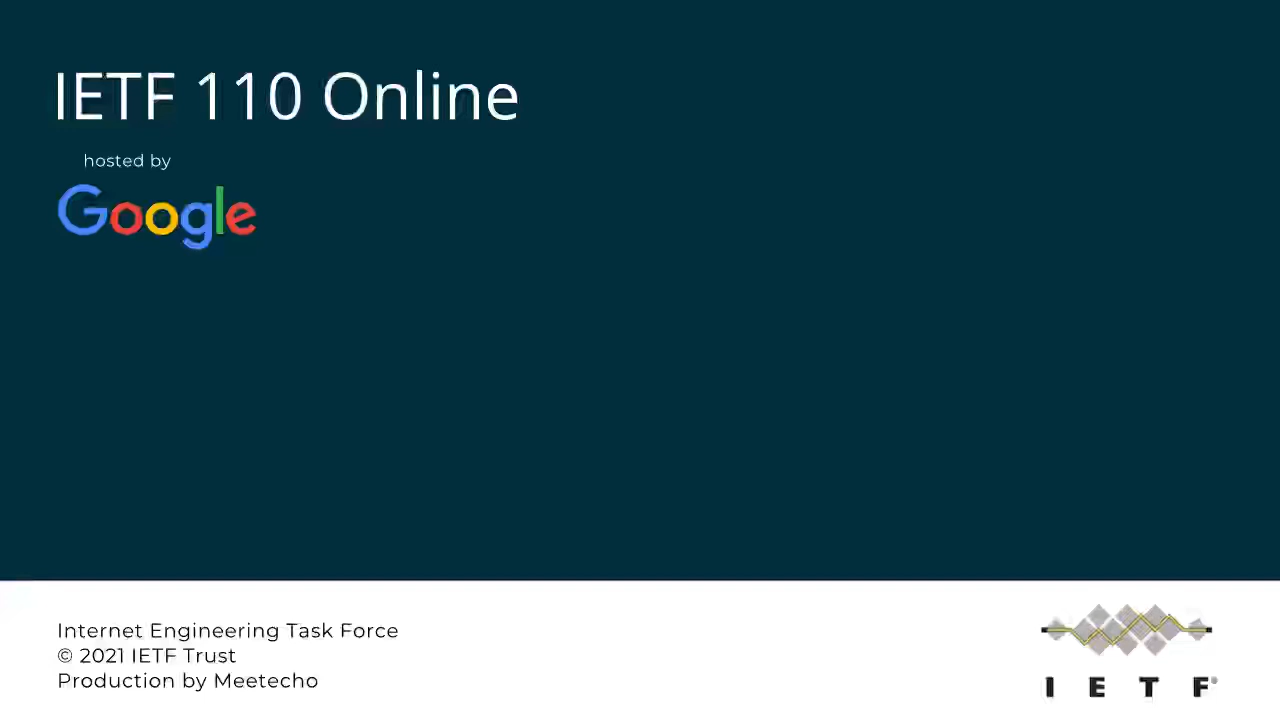 IETF 110 Online
hosted by
Google
Internet Engineering Task Force
© 2021 IETF Trust
Production by Meetecho
I E T F®